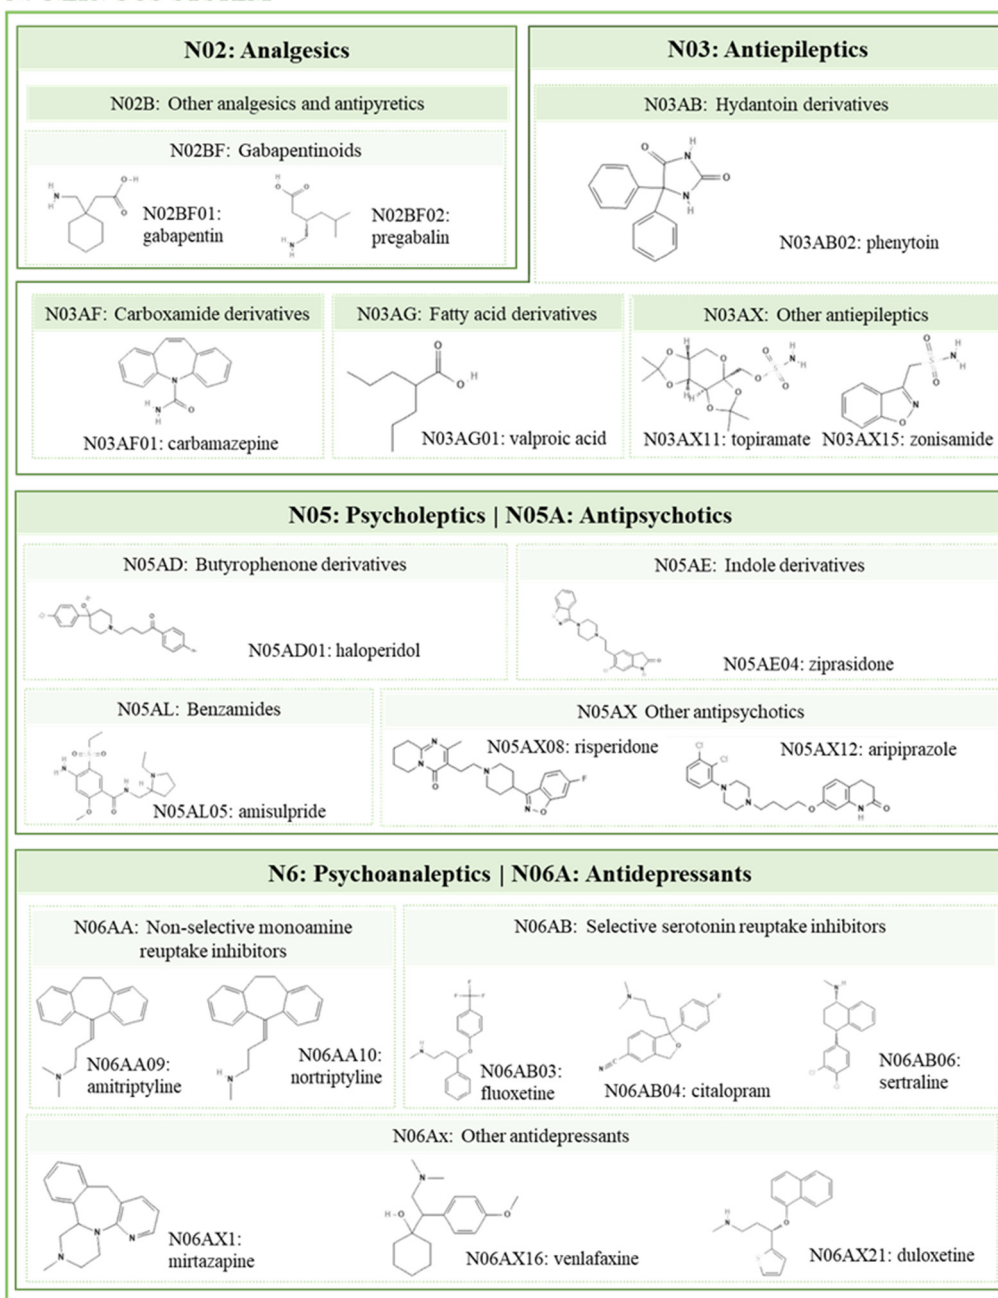 N02: Analgesics
N02B: Other analgesics and antipyretics
N02BF: Gabapentinoids
N02BF01:
gabapentin
N02BF02:
pregabalin
N03: Antiepileptics
N03AB: Hydantoin derivatives
N03AB02: phenytoin
N03AF: Carboxamide derivatives
N03AF01: carbamazepine
N03AG: Fatty acid derivatives
N03AG01: valproic acid
N03AX: Other antiepileptics
N03AX11: topiramate
N03AX15: zonisamide
N05: Psycholeptics | N05A: Antipsychotics
N05AD: Butyrophenone derivatives
N05AD01: haloperidol
N05AE: Indole derivatives
N05AE04: ziprasidone
N05AL: Benzamides
N05AL05: amisulpride
N05AX Other antipsychotics
N05AX08: risperidone
N05AX12: aripiprazole
N6: Psychoanaleptics | N06A: Antidepressants
N06AA: Non-selective monoamine
reuptake inhibitors
N06AA09:
amitriptyline
N06AA10:
nortriptyline
N06AB: Selective serotonin reuptake inhibitors
N06AB03:
fluoxetine
N06AB04: citalopram
N06AB06:
sertraline
N06Ax: Other antidepressants
N06AX1:
mirtazapine
N06AX16: venlafaxine
N06AX21: duloxetine